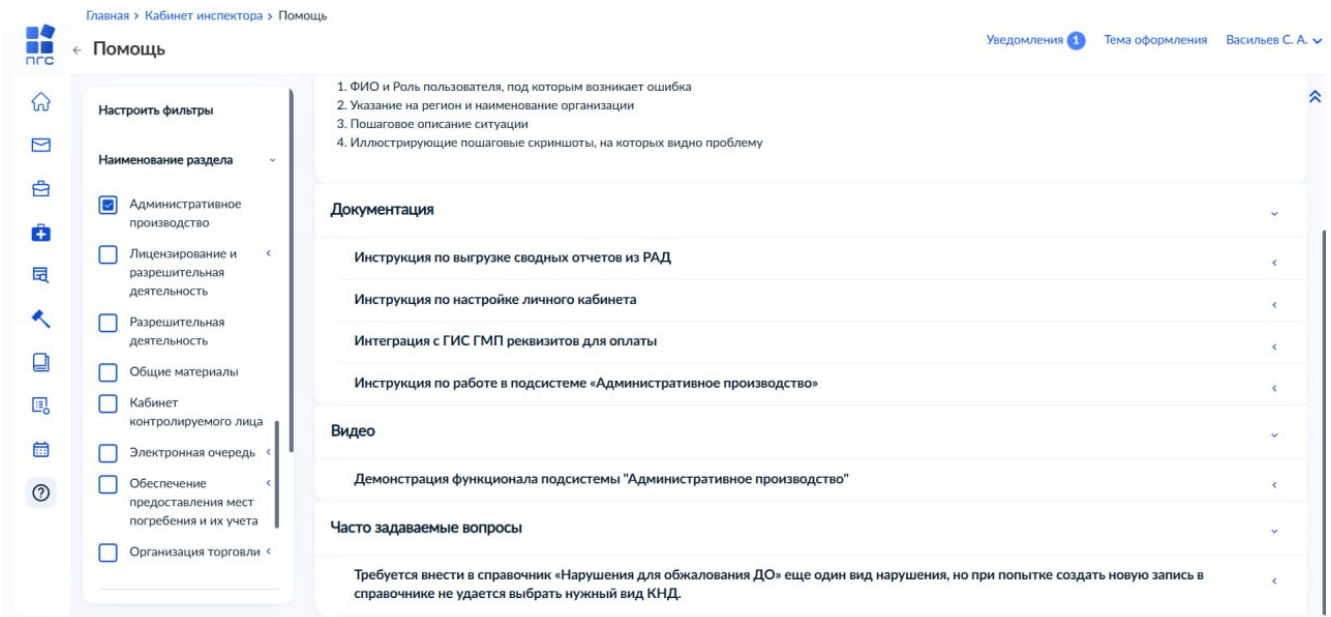 Главная > Кабинет инспектора > Помощь
пгс
← Помощь
Уведомления 1 Тема оформления Васильев С. А.
Настроить фильтры
Наименование раздела
Административное
производство
Лицензирование и
разрешительная
деятельность
Разрешительная
деятельность
Общие материалы
Кабинет
контролируемого лица
Электронная очередь
Обеспечение
предоставления мест
погребения и их учета
Организация торговли
1. ФИО и Роль пользователя, под которым возникает ошибка
2. Указание на регион и наименование организации
3. Пошаговое описание ситуации
4. Иллюстрирующие пошаговые скриншоты, на которых видно проблему
Документация
Инструкция по выгрузке сводных отчетов из РАД
Инструкция по настройке личного кабинета
Интеграция с ГИС ГМП реквизитов для оплаты
Инструкция по работе в подсистеме «Административное производство»
Видео
Демонстрация функционала подсистемы "Административное производство"
Часто задаваемые вопросы
Требуется внести в справочник «Нарушения для обжалования ДО» еще один вид нарушения, но при попытке создать новую запись в
справочнике не удается выбрать нужный вид КНД.